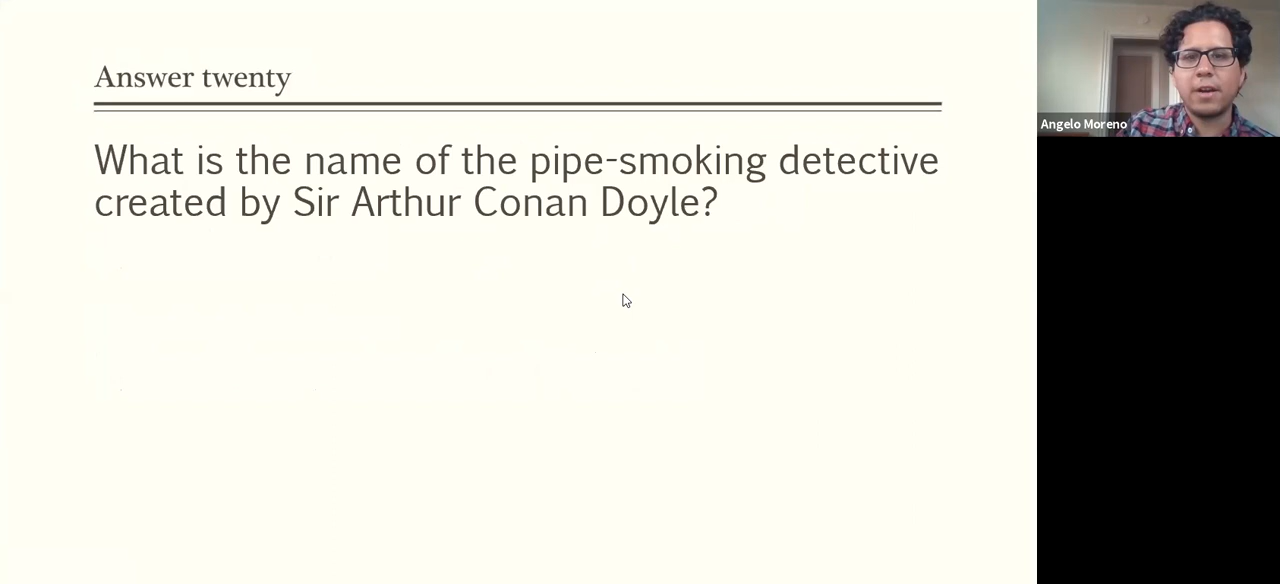 Answer twenty
What is the name of the pipe-smoking detective
created by Sir Arthur Conan Doyle?
Angelo Moreno